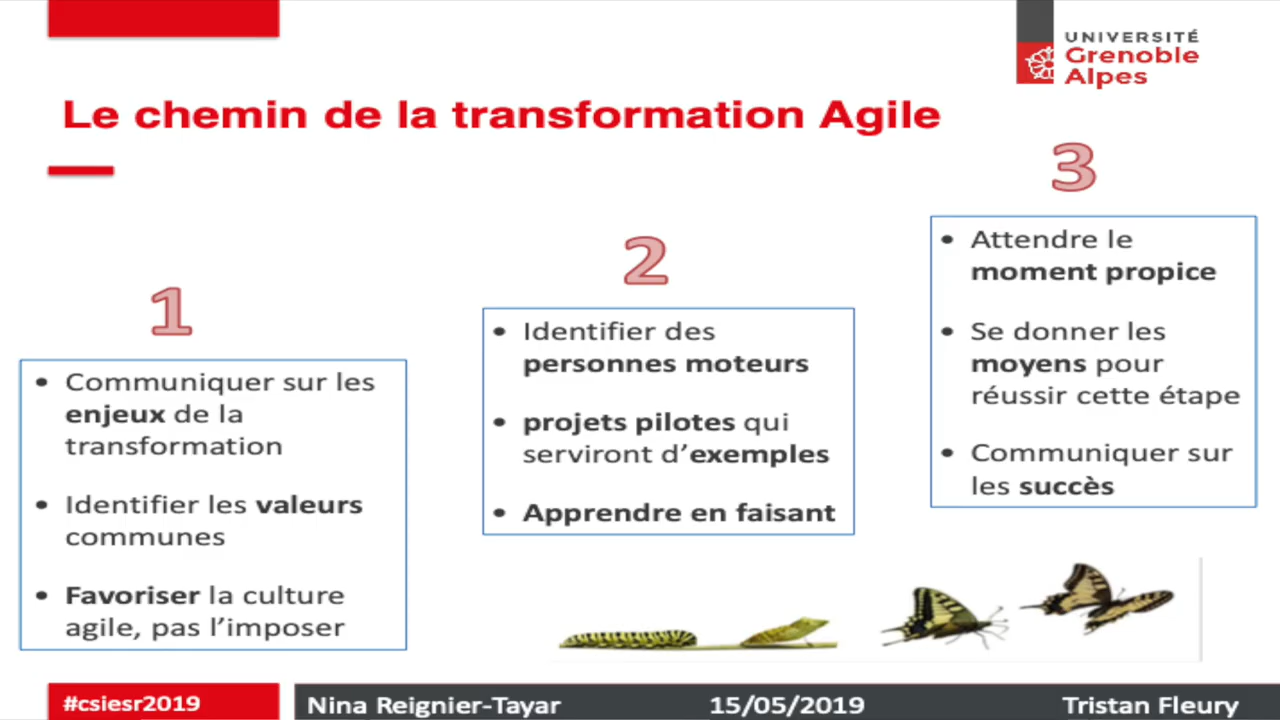 UNIVERSITÉ
Grenoble
Alpes
Le chemin de la transformation Agile
1
• Communiquer sur les
enjeux de la
transformation
• Identifier les valeurs
communes
• Favoriser la culture
agile, pas l’imposer
2
• Identifier des
personnes moteurs
• projets pilotes qui
serviront d’exemples
• Apprendre en faisant
3
• Attendre le
moment propice
• Se donner les
moyens pour
réussir cette étape
• Communiquer sur
les succès
#csiesr2019
Nina Reignier-Tayar
15/05/2019
Tristan Fleury